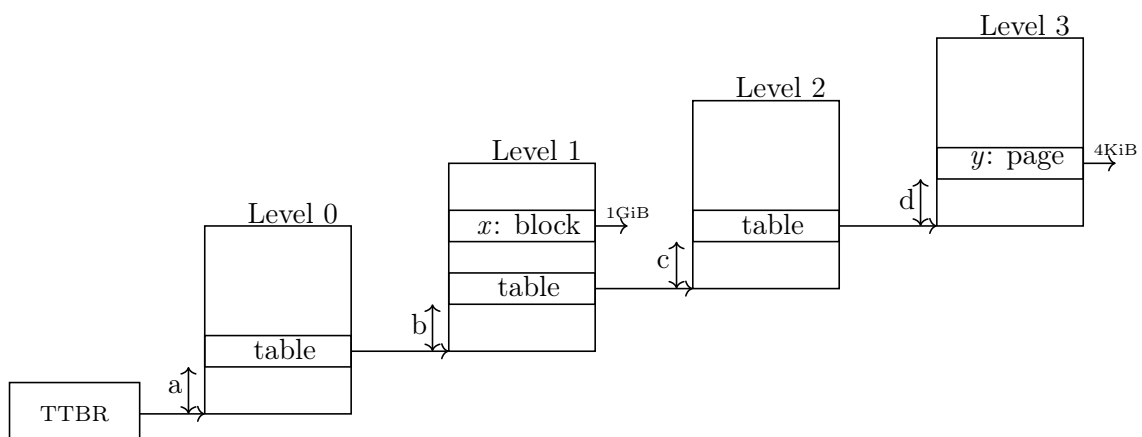 Level 3
Level 2
y: page
4KiB
Level 1
d
Level 0
x: block
1GiB
table
c
table
b
table
a
TTBR